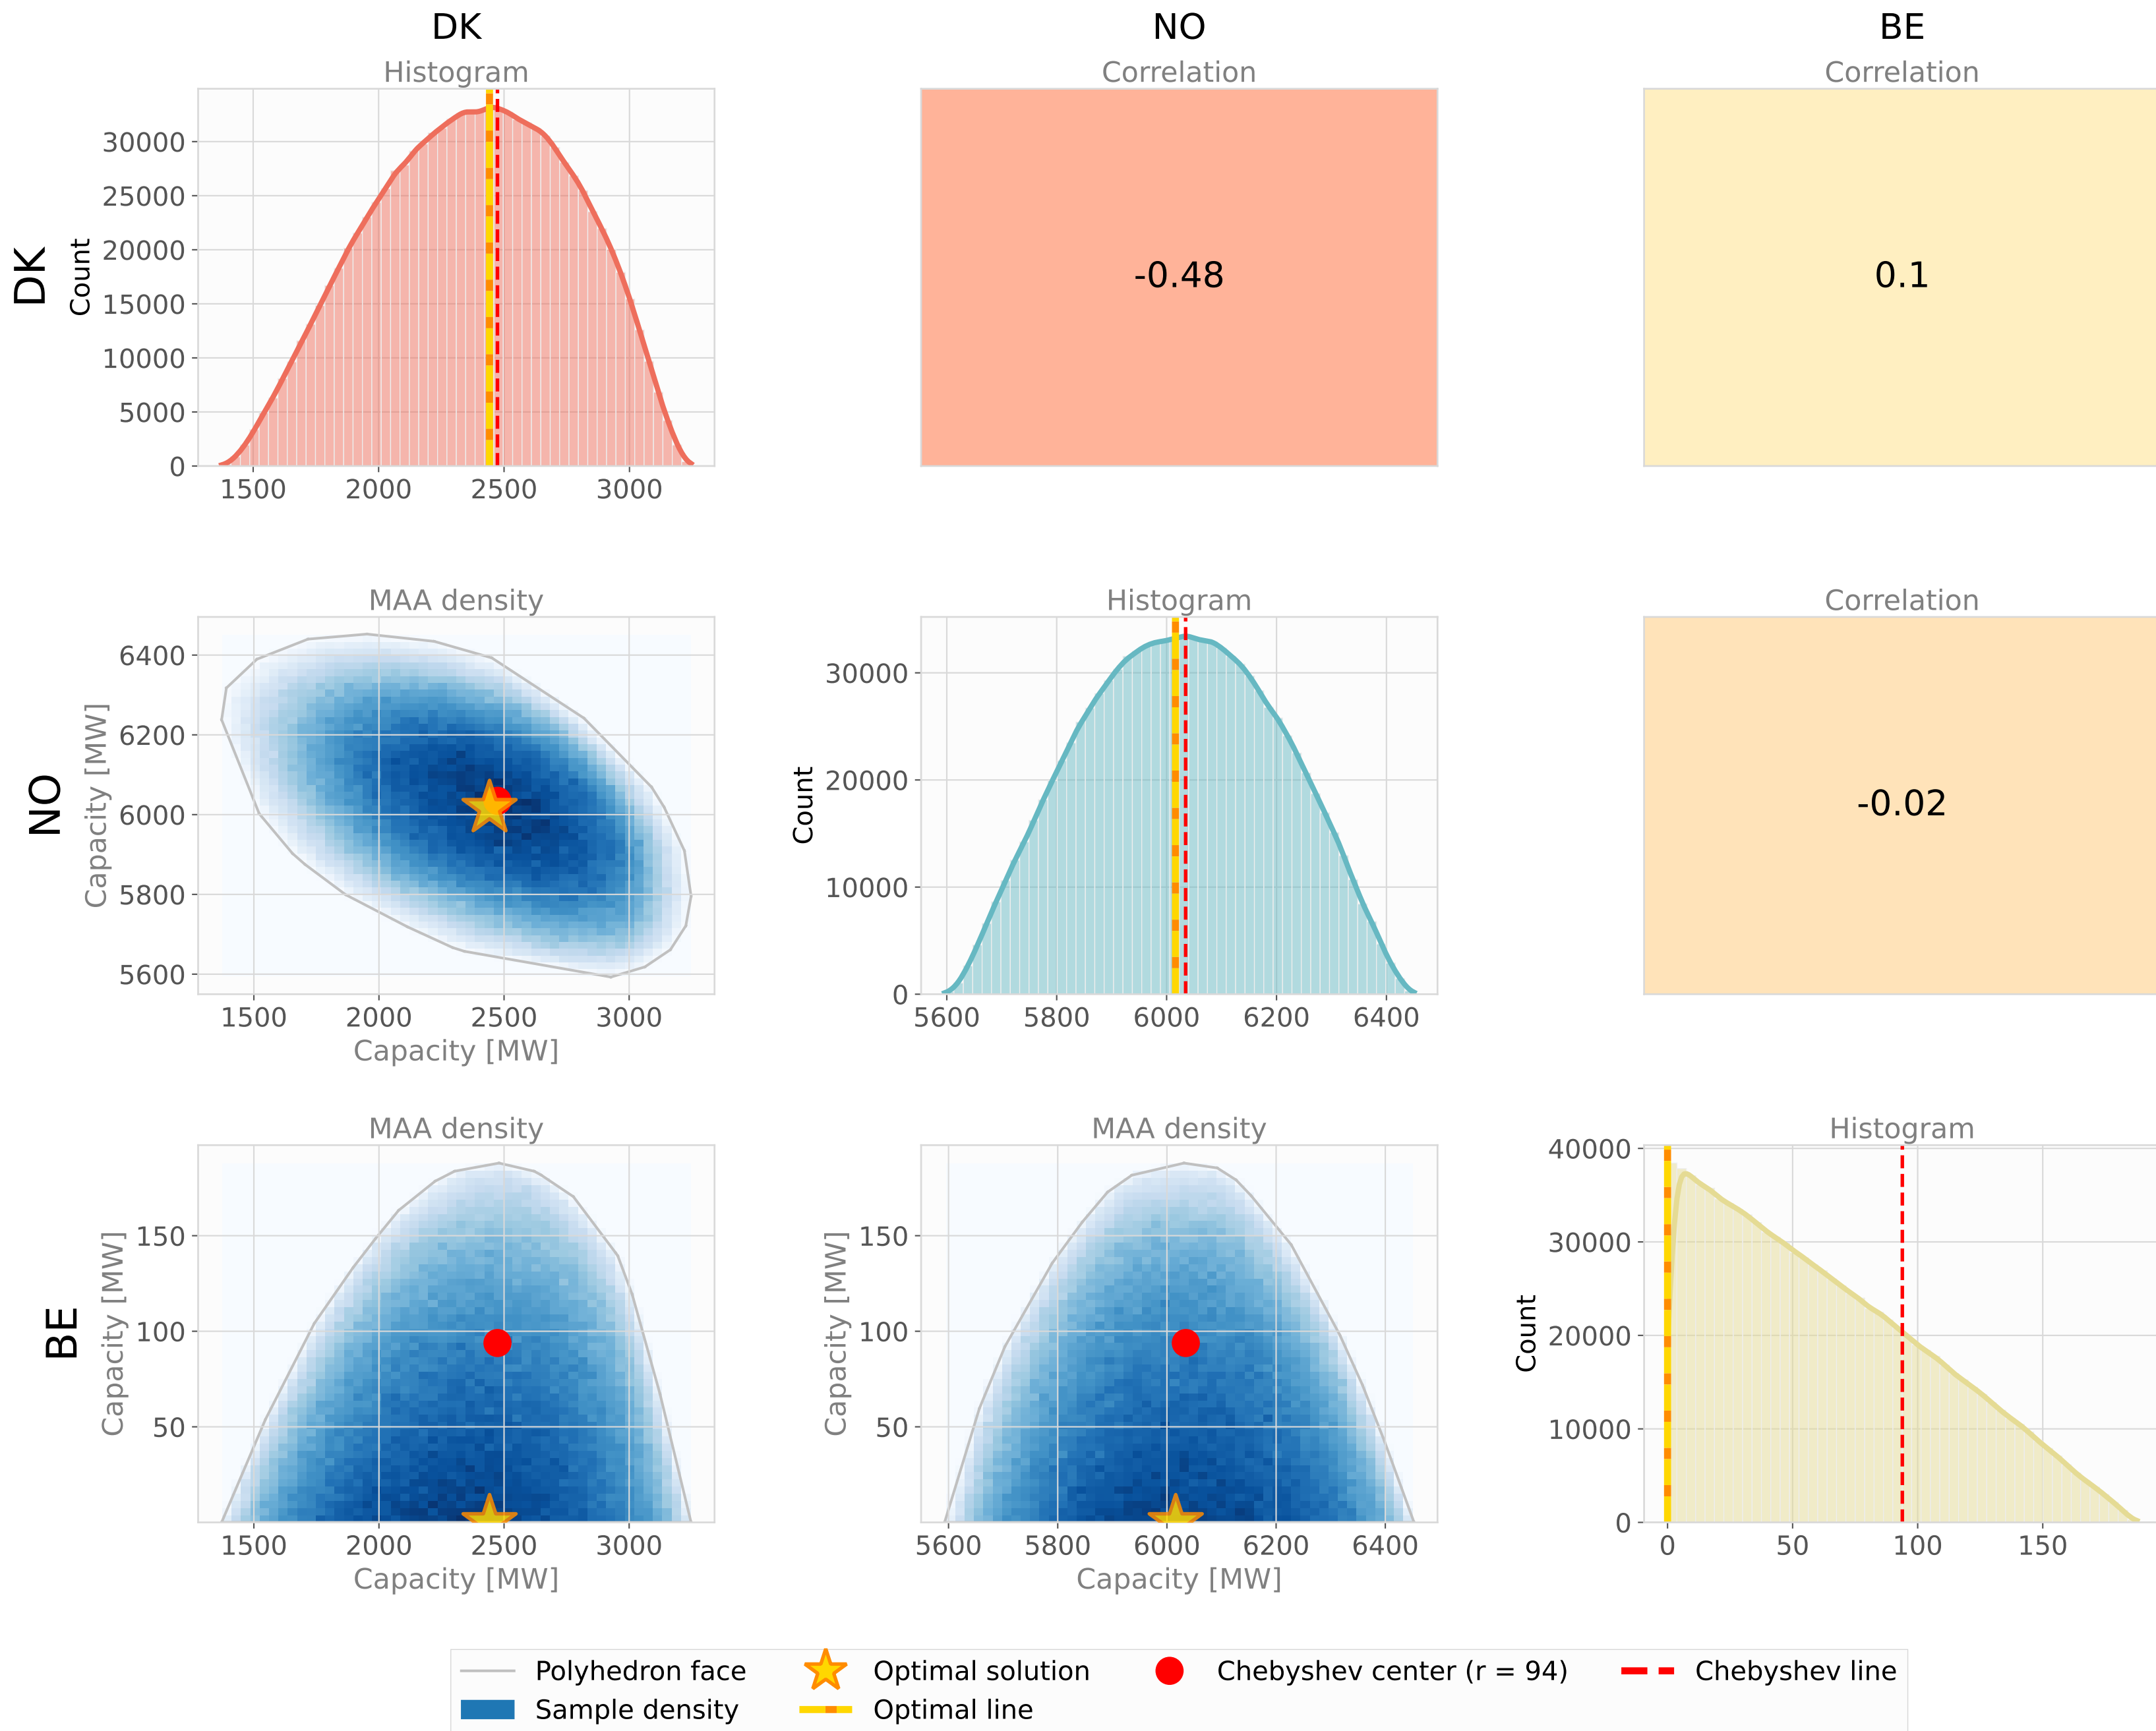 DK
NO
BE
Histogram
Correlation
Correlation
DK
Count
30000
25000
20000
15000
10000
5000
0
1500 2000 2500 3000
-0.48
0.1
MAA density
Histogram
Correlation
NO
Capacity [MW]
6400
6200
6000
5800
5600
1500 2000 2500 3000
Capacity [MW]
Count
30000
20000
10000
0
5600 5800 6000 6200 6400
-0.02
MAA density
MAA density
Histogram
BE
Capacity [MW]
150
100
50
1500 2000 2500 3000
Capacity [MW]
Capacity [MW]
150
100
50
5600 5800 6000 6200 6400
Capacity [MW]
Count
40000
30000
20000
10000
0
0 50 100 150
Polyhedron face
Optimal solution
Chebyshev center (r = 94)
Chebyshev line
Sample density
Optimal line